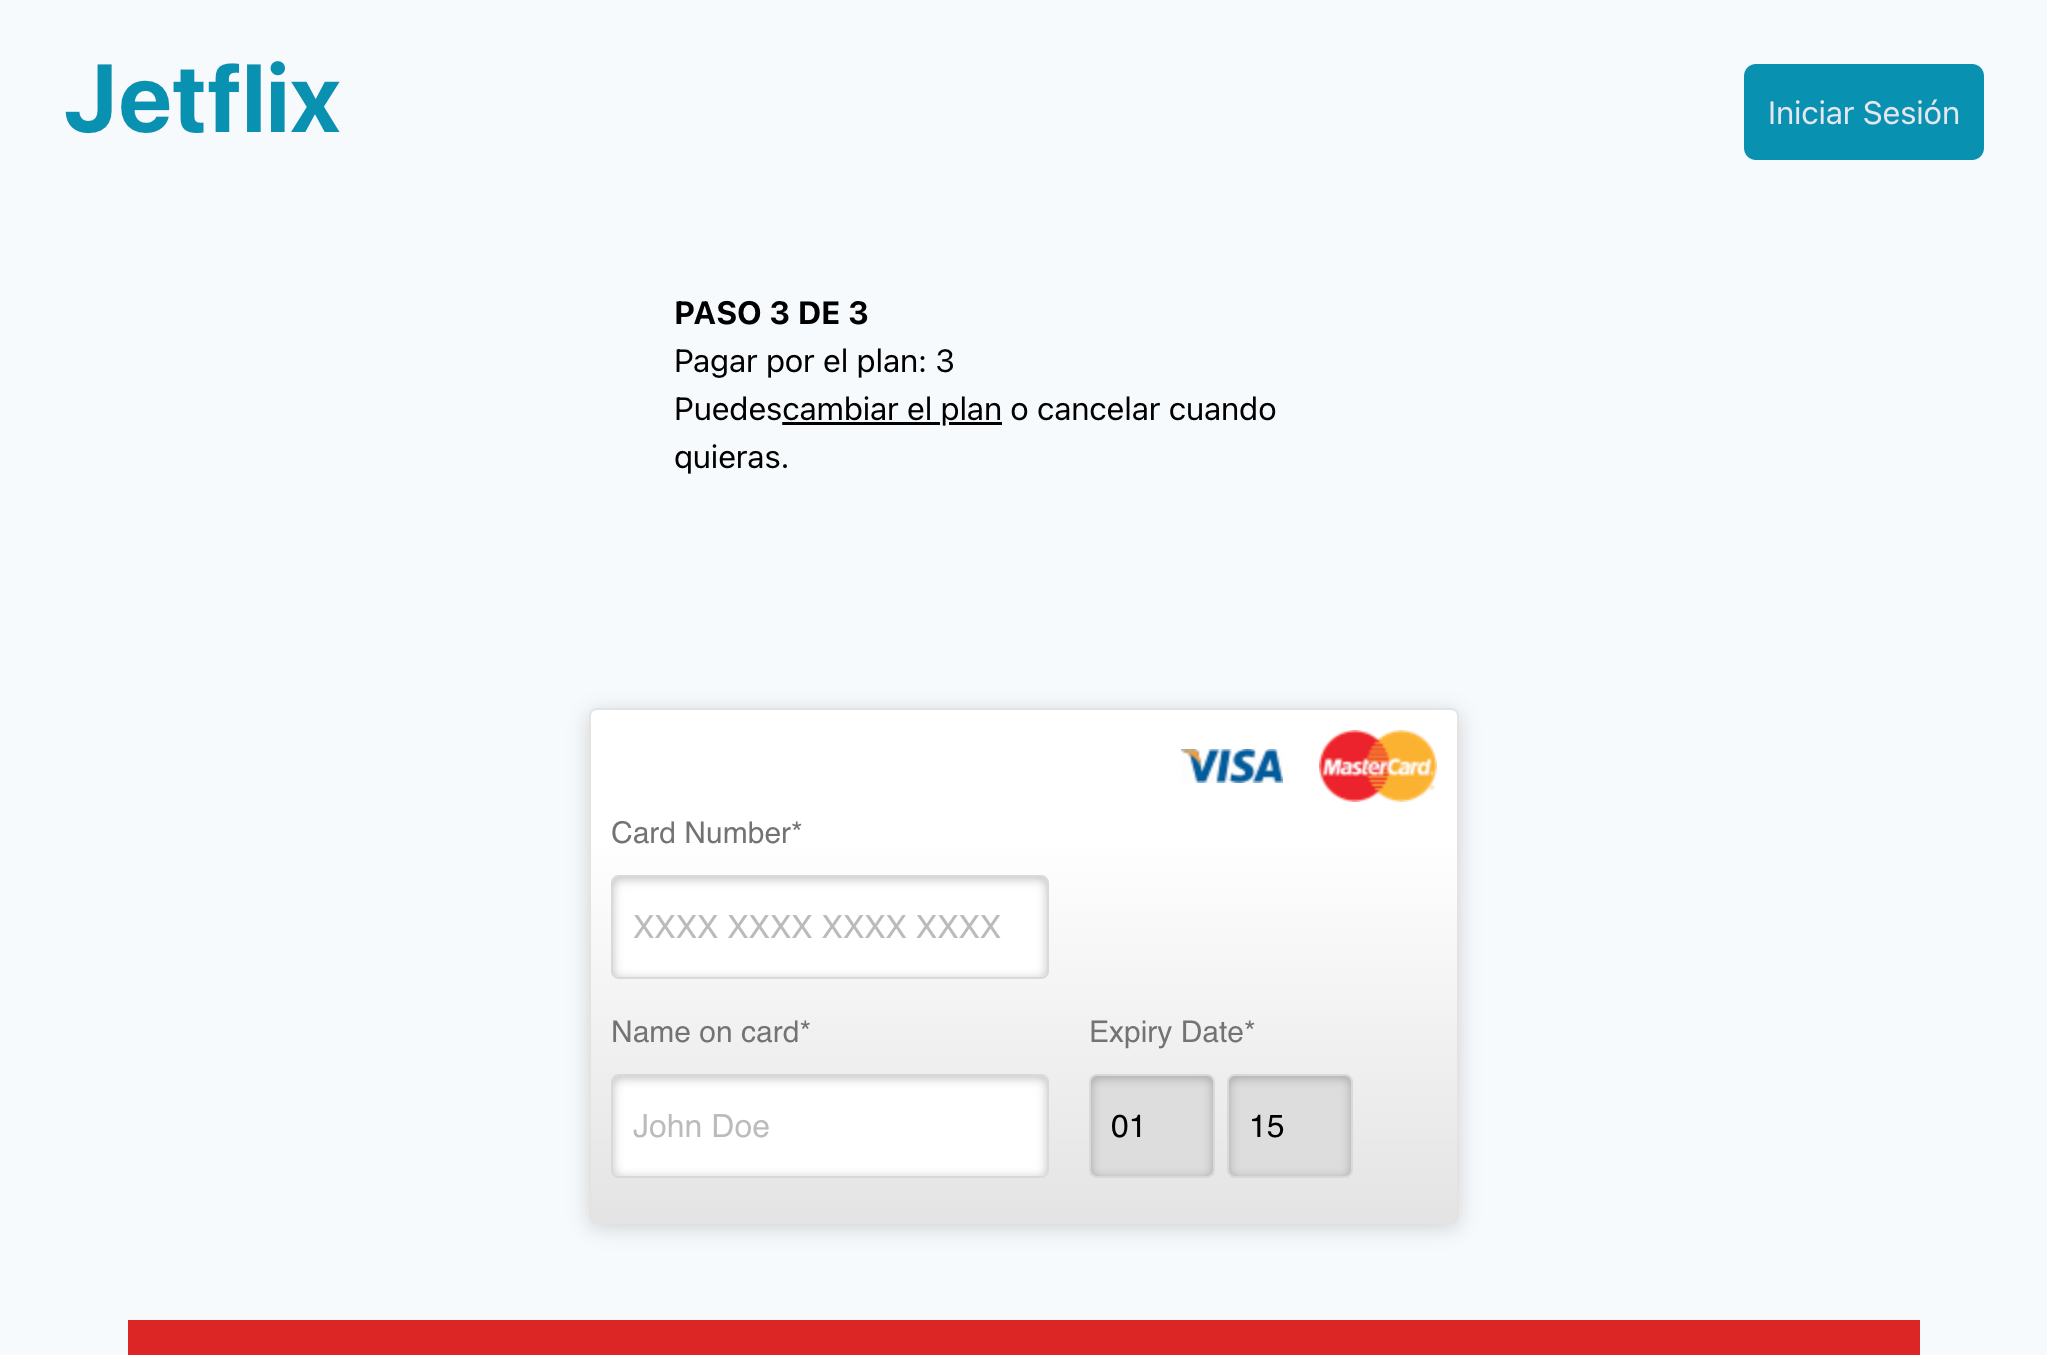 Jetflix
Iniciar Sesión
PASO 3 DE 3
Pagar por el plan: 3
Puedescambiar el plan o cancelar cuando
quieras.
VISA MasterCard
Card Number*
XXXX XXXX XXXX XXXX
Name on card* Expiry Date*
John Doe 01 15